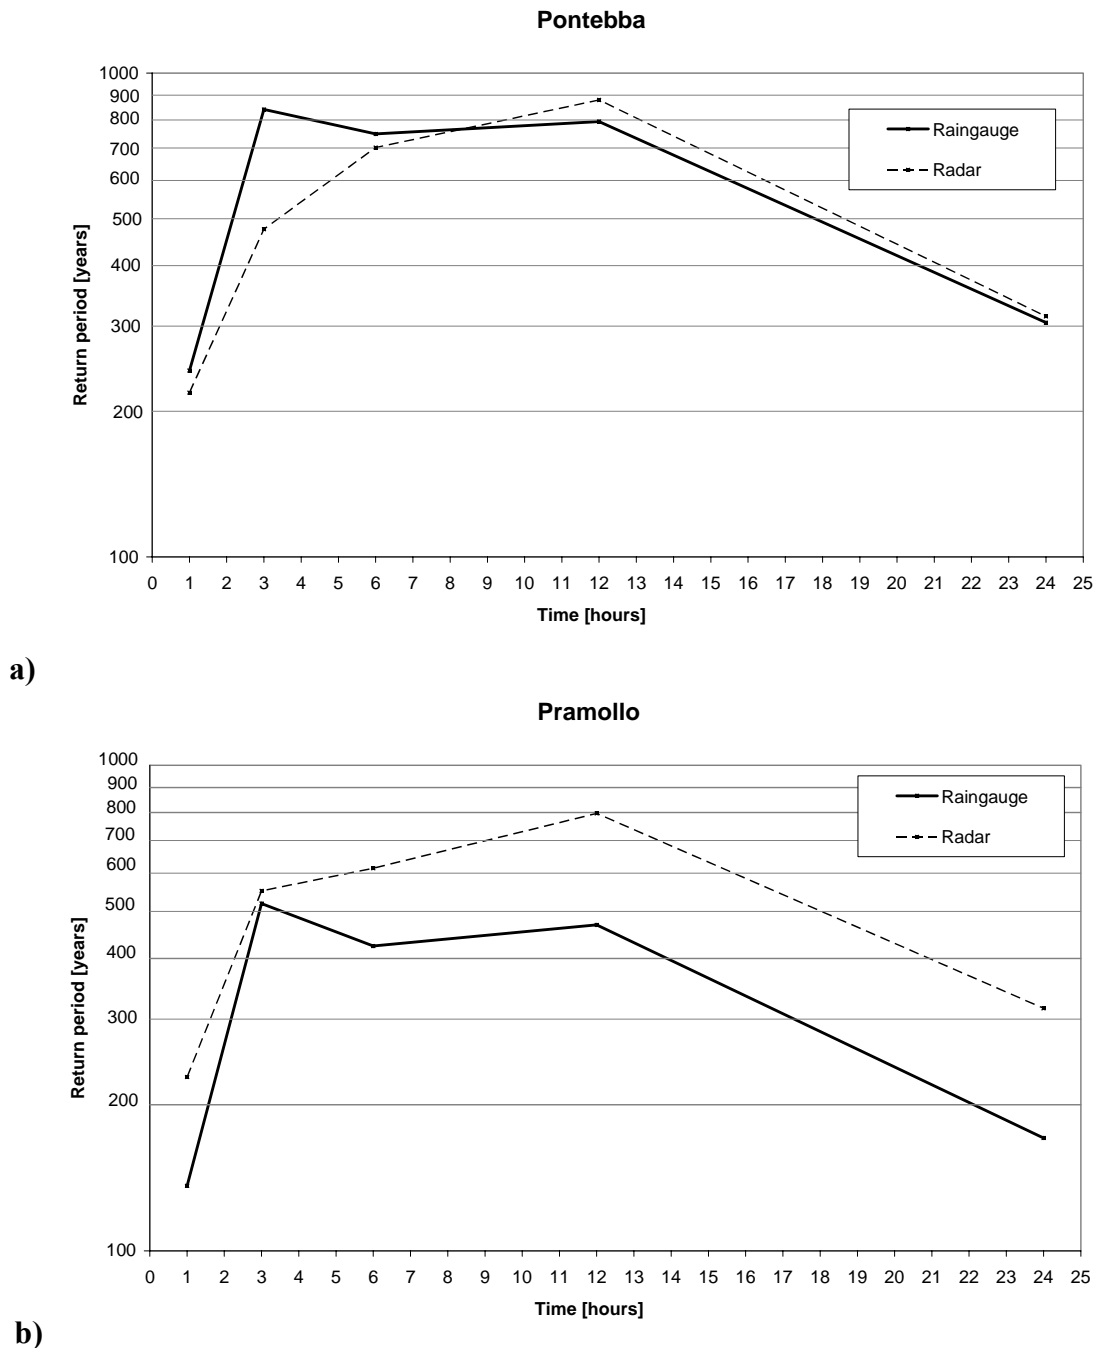 Pontebba
1000
900
800
700
600
500
400
300
200
100
Return period [years]
Raingauge
Radar
0 1 2 3 4 5 6 7 8 9 10 11 12 13 14 15 16 17 18 19 20 21 22 23 24 25
Time [hours]
a)
Pramollo
1000
900
800
700
600
500
400
300
200
100
Return period [years]
Raingauge
Radar
0 1 2 3 4 5 6 7 8 9 10 11 12 13 14 15 16 17 18 19 20 21 22 23 24 25
Time [hours]
b)